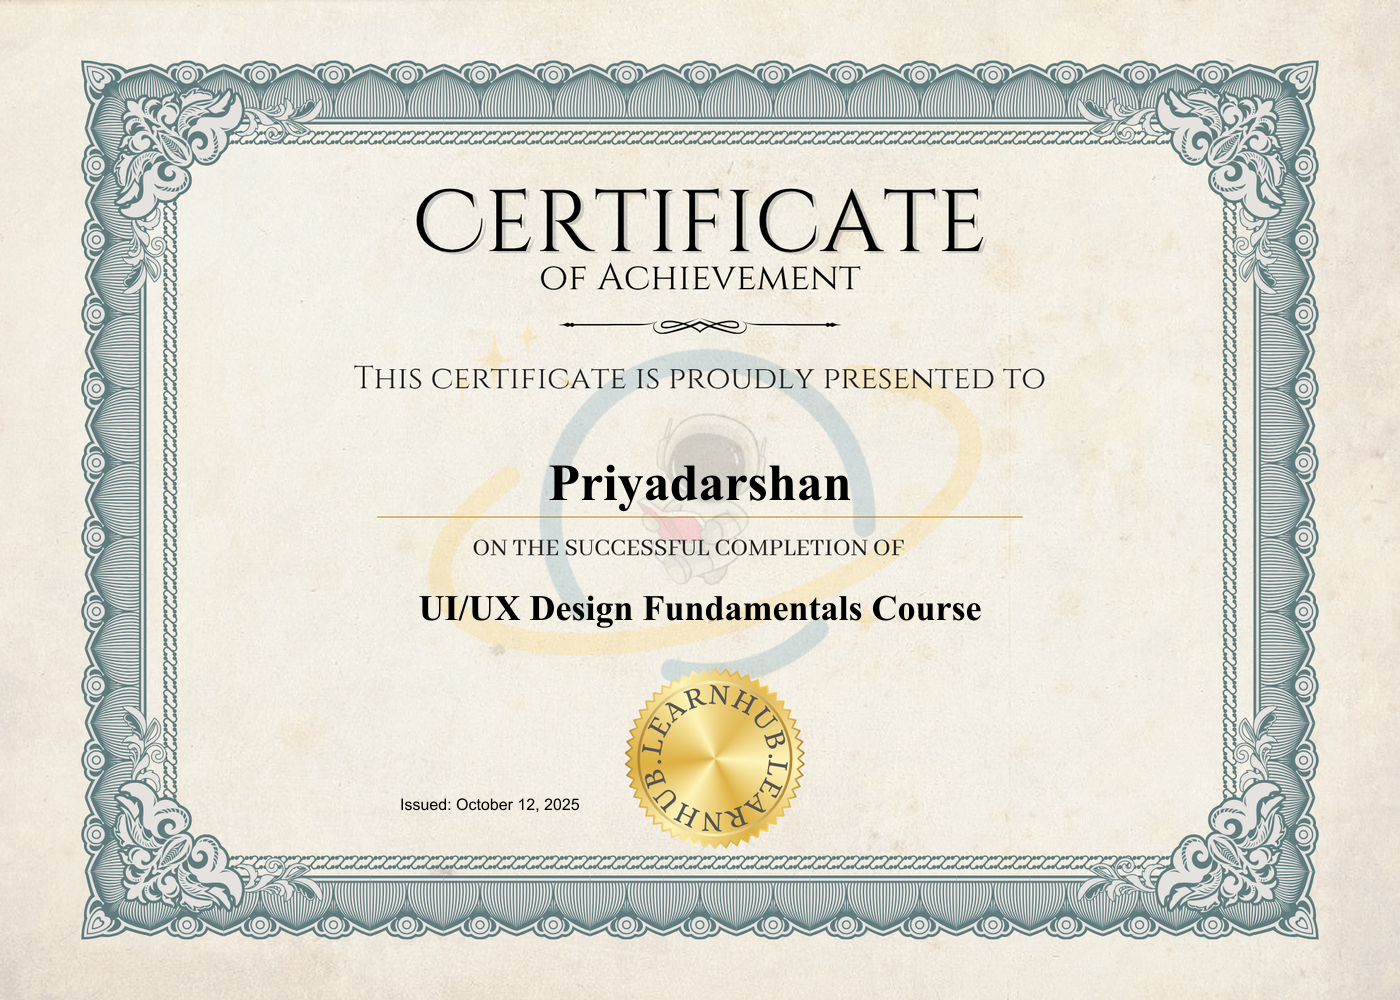 CERTIFICATE
OF ACHIEVEMENT
THIS CERTIFICATE IS PROUDLY PRESENTED TO
Priyadarshan
ON THE SUCCESSFUL COMPLETION OF
UI/UX Design Fundamentals Course
.LEARNHUB.LEARNHUB
Issued: October 12, 2025